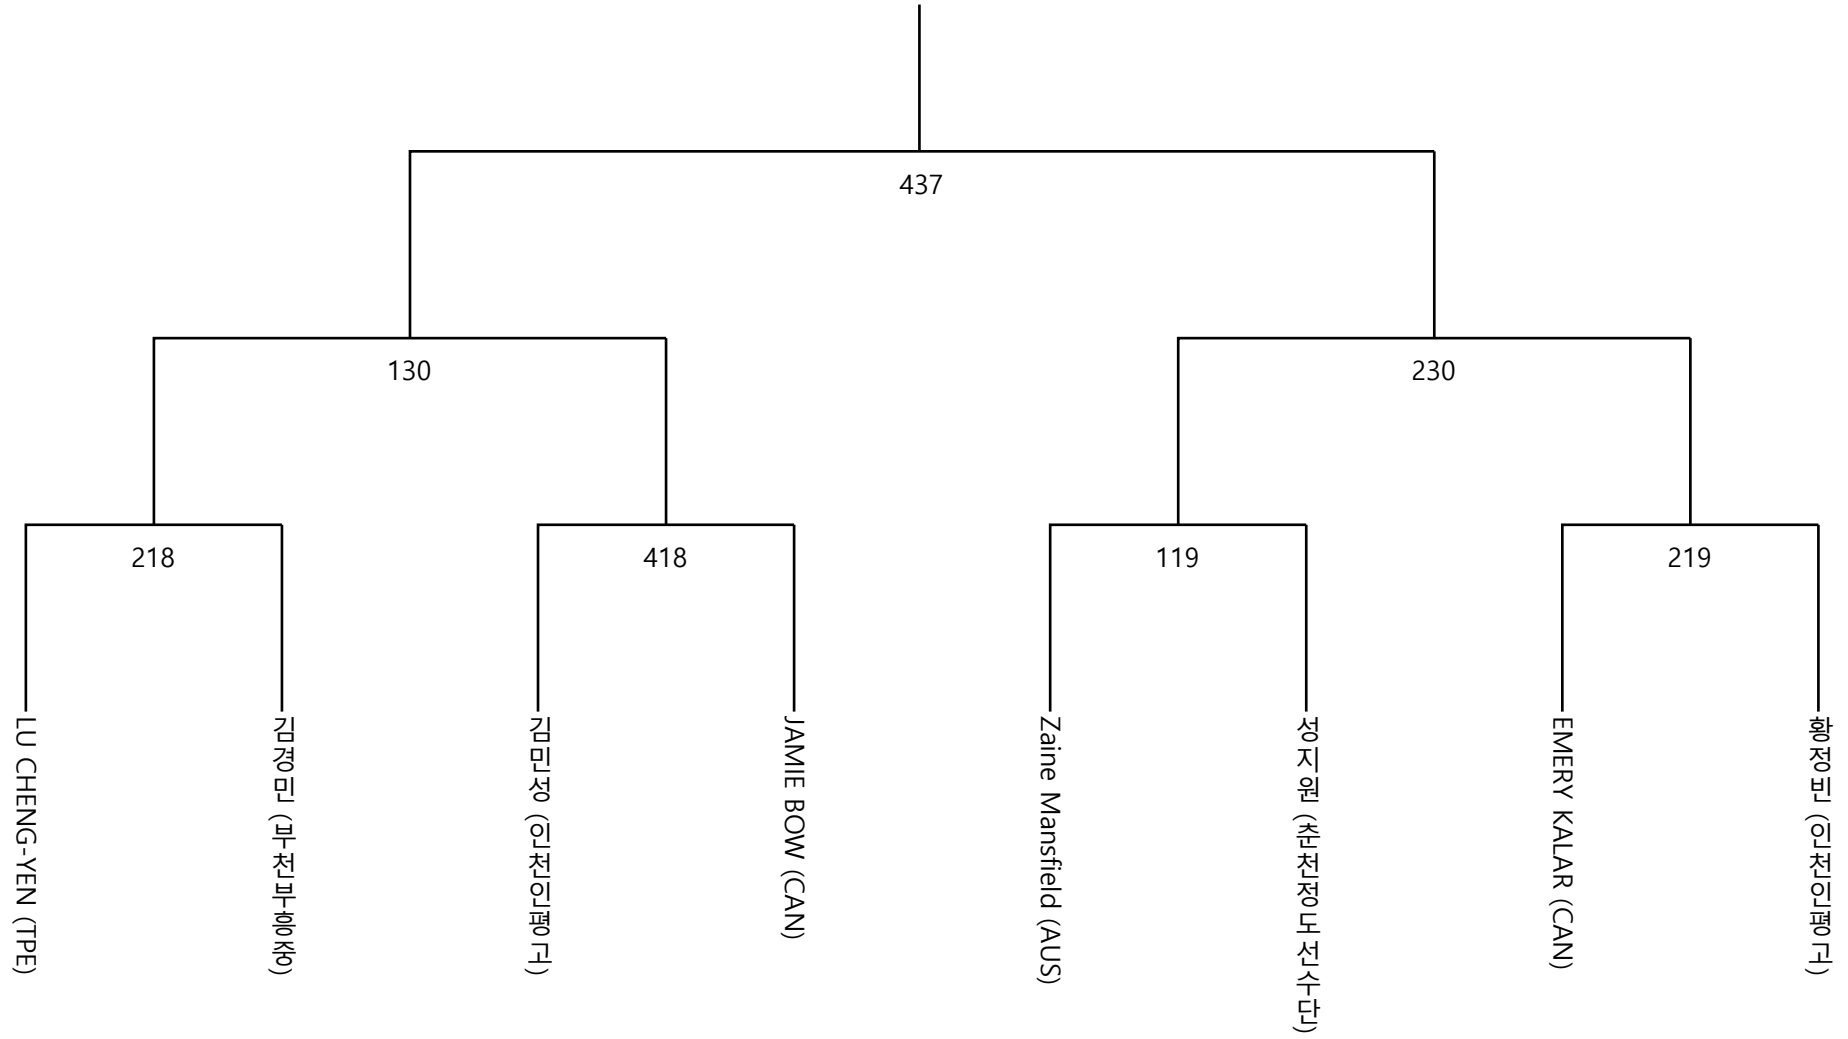 437
130
230
218
418
119
219
LU CHENG-YEN (TPE)
김경민 (부천부흥중)
김민성 (인천인평고)
JAMIE BOW (CAN)
Zaine Mansfield (AUS)
성지원 (춘천정도선수단)
EMERY KALAR (CAN)
황정빈 (인천인평고)